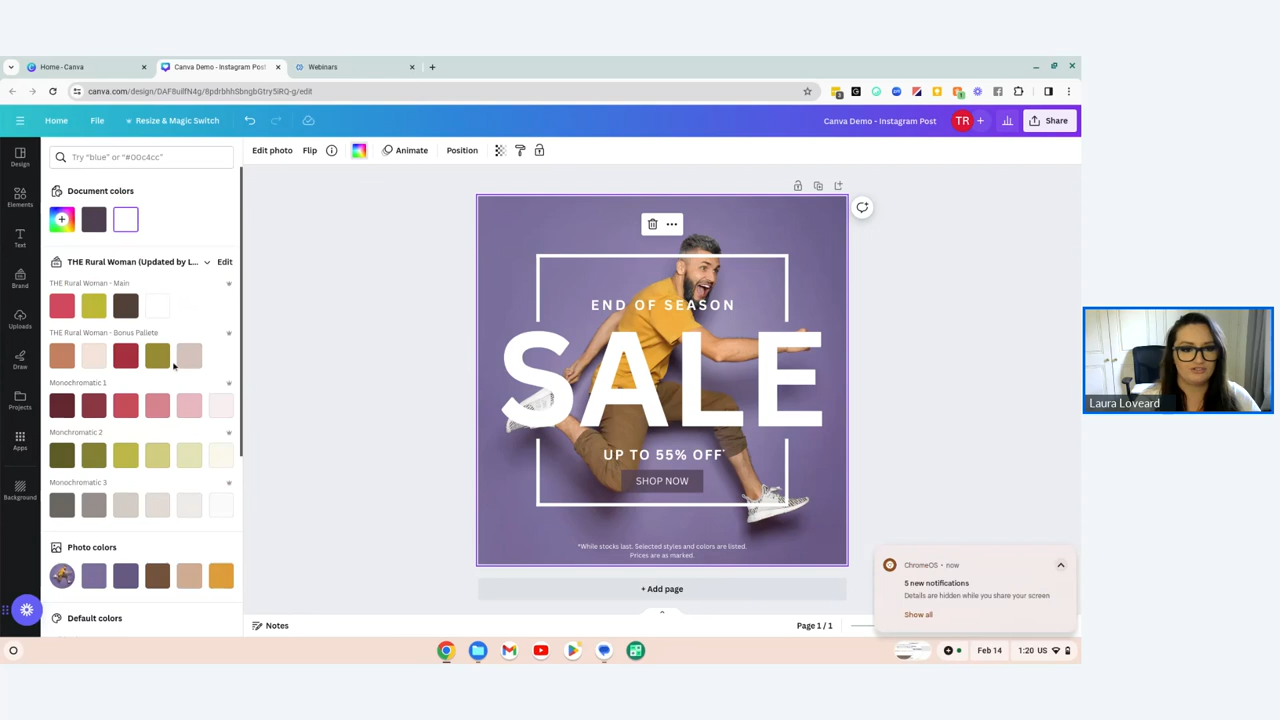 Home - Canva
Canva Demo - Instagram Post
Webinars
canva.com/design/DAF8uilfN4g/8pdrbhhSbngbGtry5iRQ-g/edit
Home
File
Resize & Magic Switch
Canva Demo - Instagram Post
TR
Share
Design
Elements
Text
Brand
Uploads
Draw
Projects
Apps
Background
Try "blue" or "#00c4cc"
Document colors
THE Rural Woman (Updated by L...
Edit
THE Rural Woman - Main
THE Rural Woman - Bonus Pallete
Monochromatic 1
Monchromatic 2
Monochromatic 3
Photo colors
Default colors
Edit photo
Flip
Animate
Position
END OF SEASON
SALE
UP TO 55% OFF*
SHOP NOW
*While stocks last. Selected styles and colors are listed.
Prices are as marked.
+ Add page
Notes
Page 1 / 1
ChromeOS • now
5 new notifications
Details are hidden while you share your screen
Show all
Feb 14
1:20 US
Laura Loveard